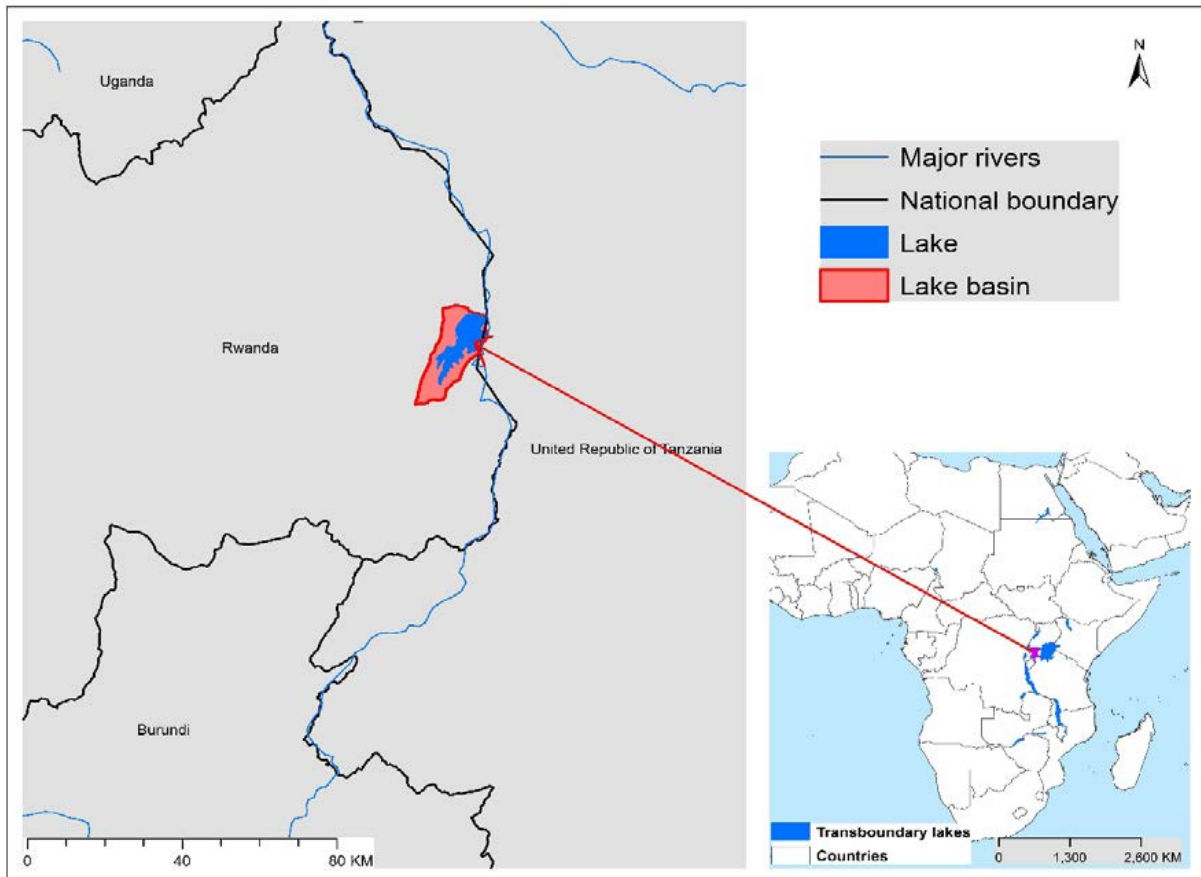 Uganda
Rwanda
United Republic of Tanzania
Burundi
0 40 80 KM
N
Major rivers
National boundary
Lake
Lake basin
Transboundary lakes
Countries
0 1,300 2,600 KM